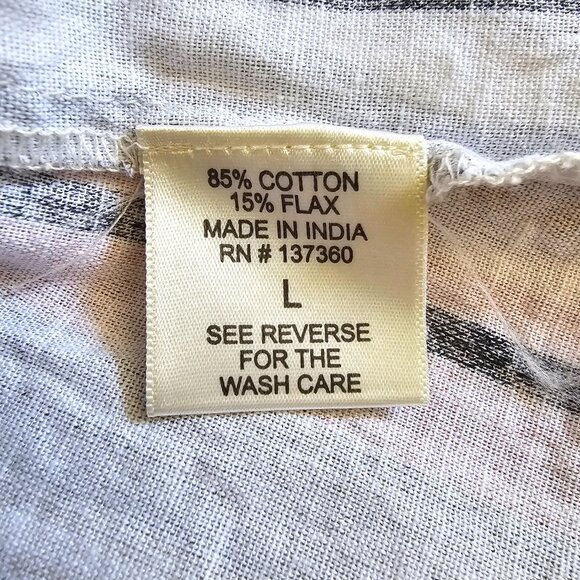 85% COTTON
15% FLAX
MADE IN INDIA
RN # 137360
L
SEE REVERSE
FOR THE
WASH CARE